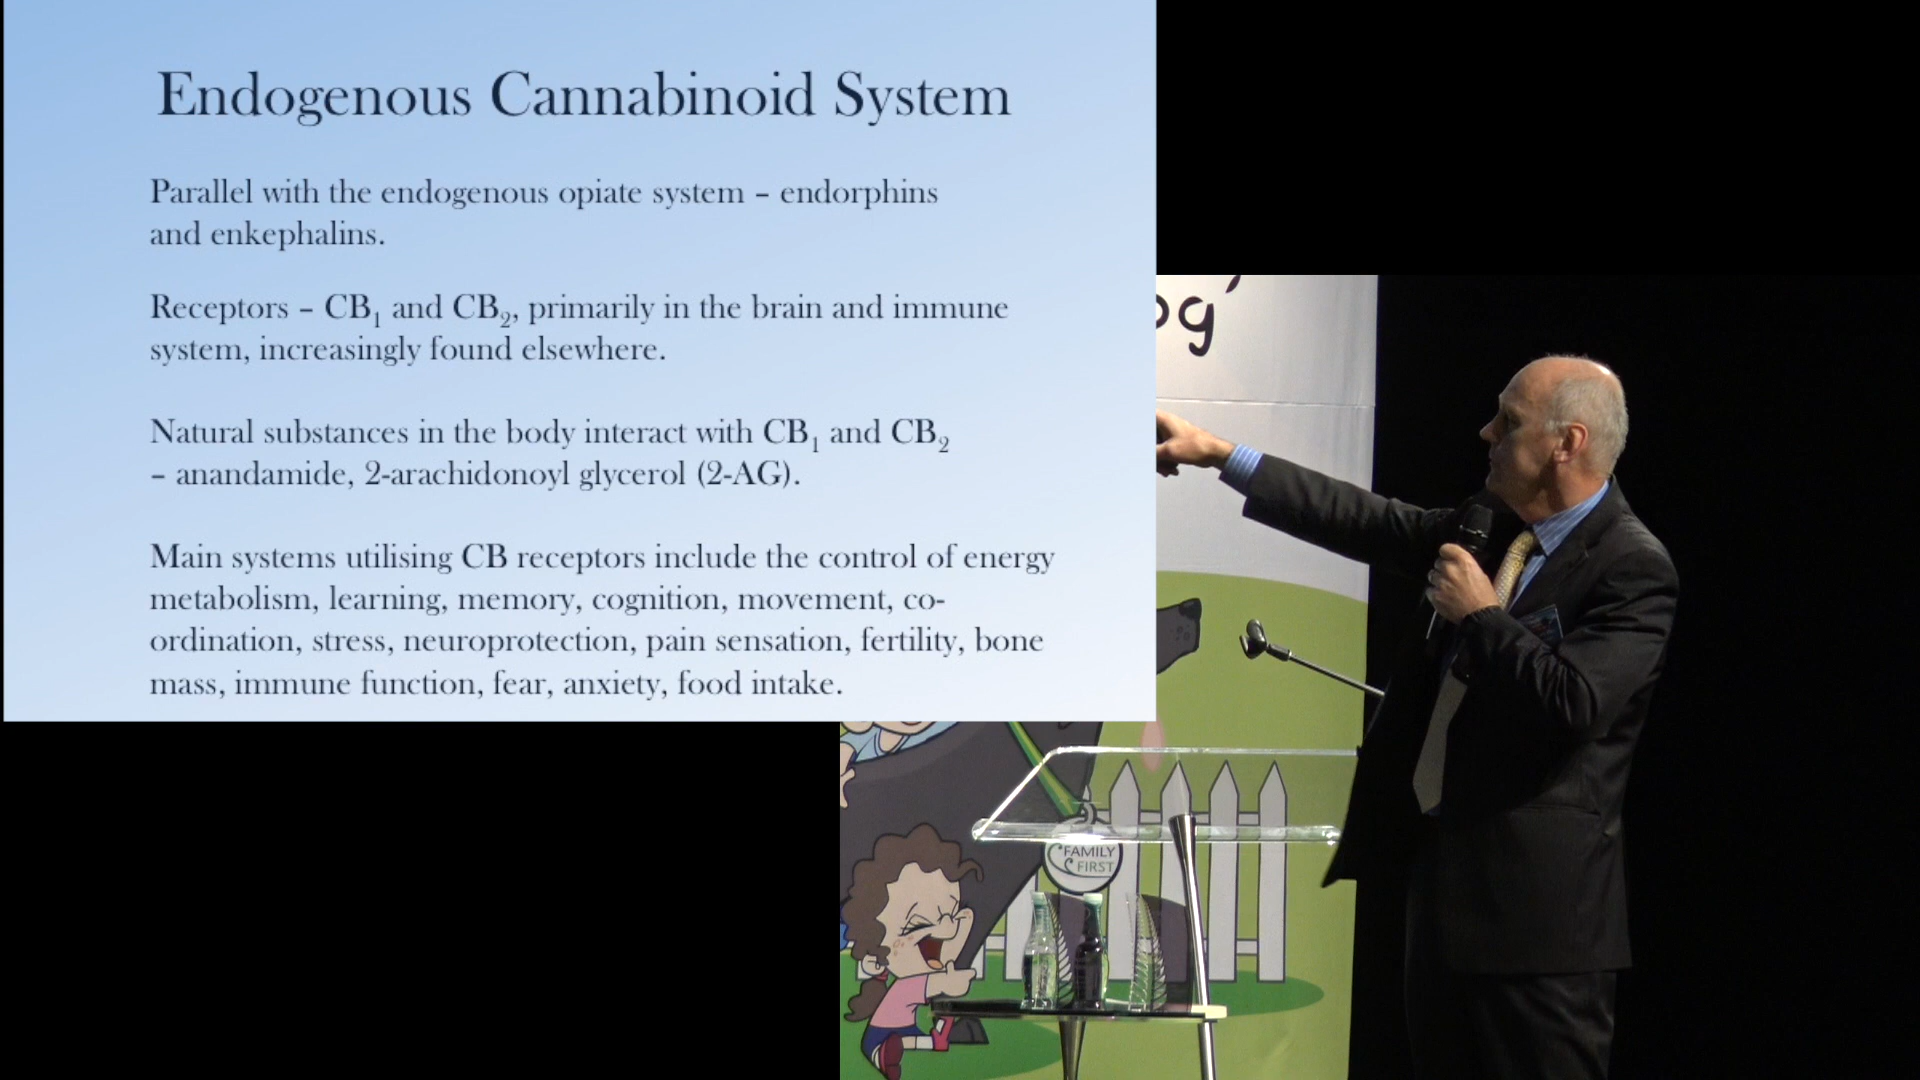 Endogenous Cannabinoid System
Parallel with the endogenous opiate system – endorphins
and enkephalins.
Receptors – CB₁ and CB₂, primarily in the brain and immune
system, increasingly found elsewhere.
Natural substances in the body interact with CB₁ and CB₂
– anandamide, 2-arachidonoyl glycerol (2-AG).
Main systems utilising CB receptors include the control of energy
metabolism, learning, memory, cognition, movement, co-
ordination, stress, neuroprotection, pain sensation, fertility, bone
mass, immune function, fear, anxiety, food intake.
FAMILY
FIRST